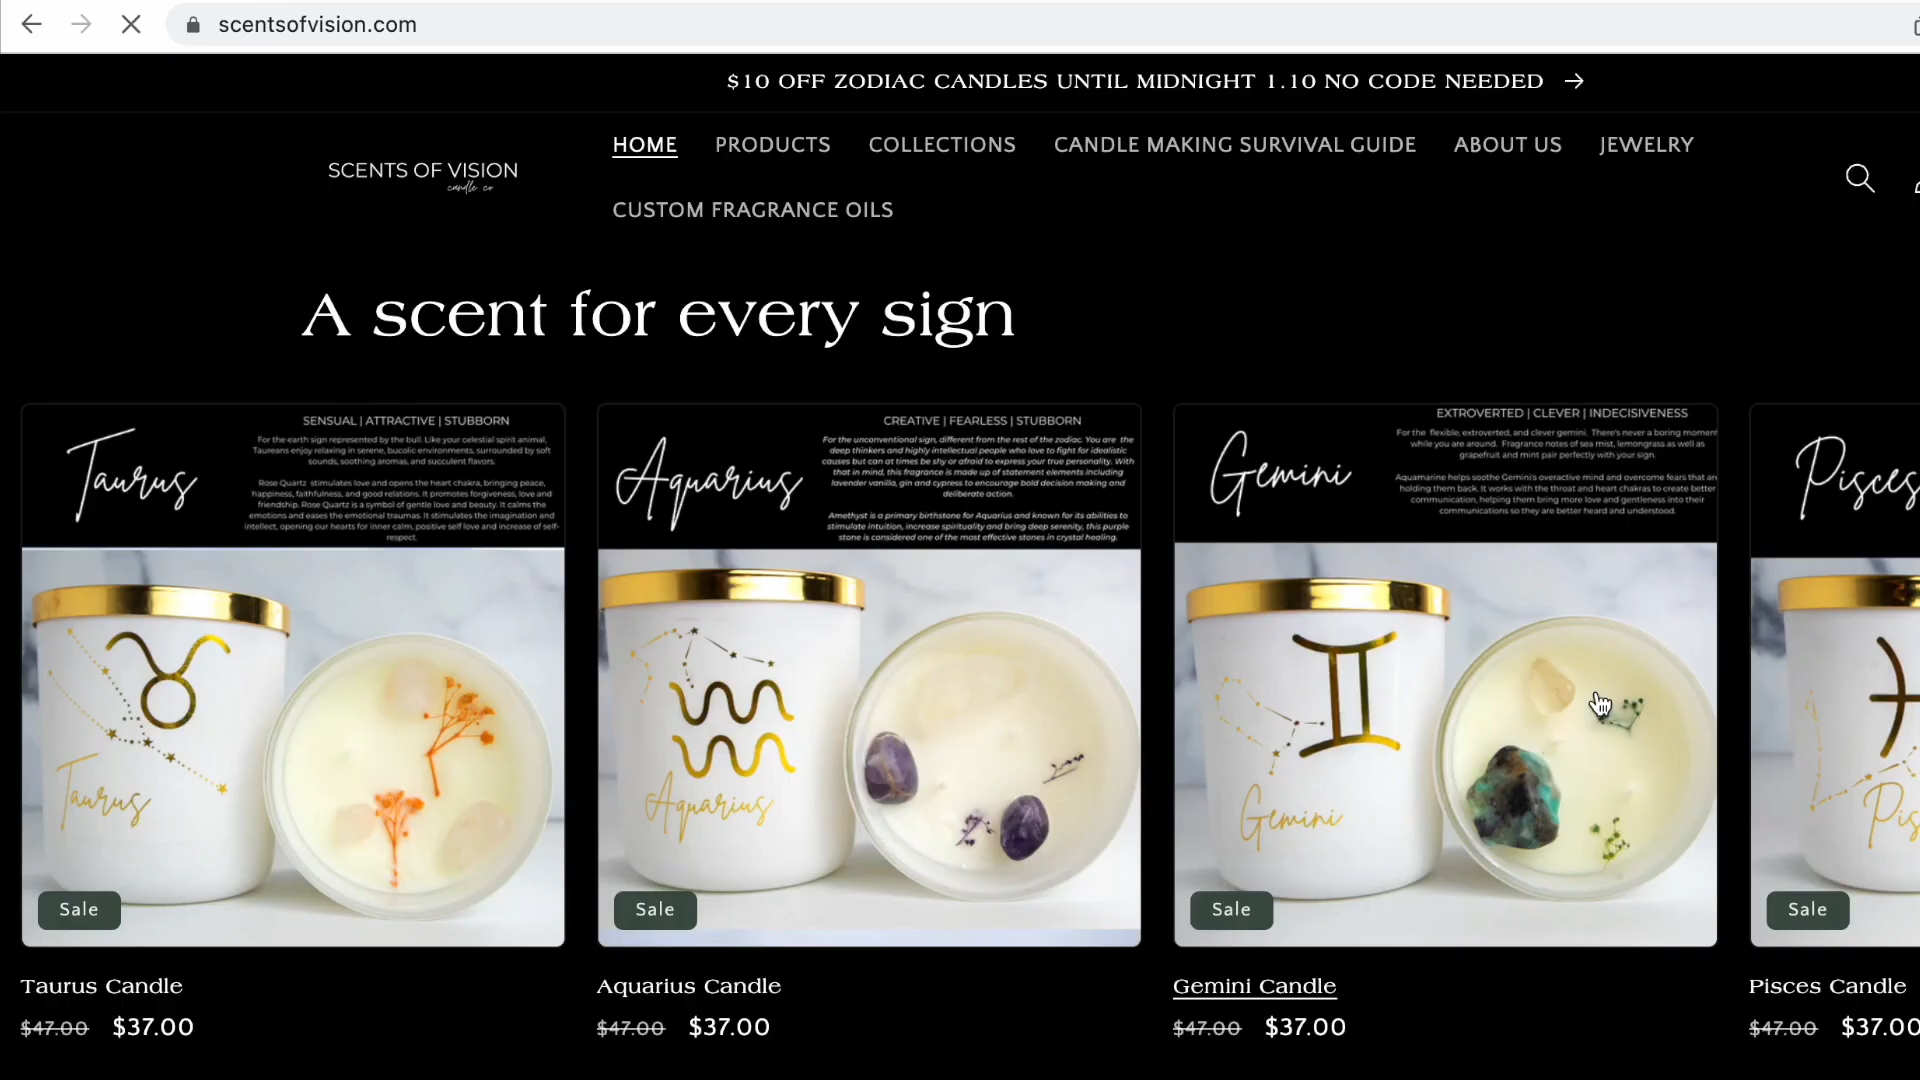 scentsofvision.com
$10 OFF ZODIAC CANDLES UNTIL MIDNIGHT 1.10 NO CODE NEEDED →
SCENTS OF VISION
candle co
HOME PRODUCTS COLLECTIONS CANDLE MAKING SURVIVAL GUIDE ABOUT US JEWELRY
CUSTOM FRAGRANCE OILS
A scent for every sign
Taurus
SENSUAL | ATTRACTIVE | STUBBORN
For the earth sign represented by the bull. Like your celestial spirit animal,
Taureans enjoy relaxing in serene, bucolic environments, surrounded by soft
sounds, soothing aromas, and succulent flavors.
Rose Quartz stimulates love and opens the heart chakra, bringing peace,
happiness, faithfulness, and good relations. It promotes forgiveness, love and
friendship. Rose Quartz is a symbol of gentle love and beauty. It calms the
emotions and eases the emotional traumas. It stimulates the imagination and
intellect, opening our hearts for inner calm, positive self love and increase of self-
respect.
Taurus
Sale
Taurus Candle
$47.00 $37.00
Aquarius
CREATIVE | FEARLESS | STUBBORN
For the unconventional sign, different from the rest of the zodiac. You are the
deep thinkers and highly intellectual people who love to fight for idealistic
causes but can at times be shy or afraid to express your true personality. With
that in mind, this fragrance is made up of statement elements including
lavender vanilla, gin and cypress to encourage bold decision making and
deliberate action.
Amethyst is a primary birthstone for Aquarius and known for its abilities to
stimulate intuition, increase spirituality and bring deep serenity, this purple
stone is considered one of the most effective stones in crystal healing.
Aquarius
Sale
Aquarius Candle
$47.00 $37.00
Gemini
EXTROVERTED | CLEVER | INDECISIVENESS
For the flexible, extroverted, and clever gemini. There's never a boring moment
while you are around. Fragrance notes of sea mist, lemongrass as well as
grapefruit and mint pair perfectly with your sign.
Aquamarine helps soothe Gemini's overactive mind and overcome fears that are
holding them back. It works with the throat and heart chakras to create better
communication, helping them bring more love and gentleness into their
communications so they are better heard and understood.
Gemini
Sale
Gemini Candle
$47.00 $37.00
Pisces
Pis
Sale
Pisces Candle
$47.00 $37.00